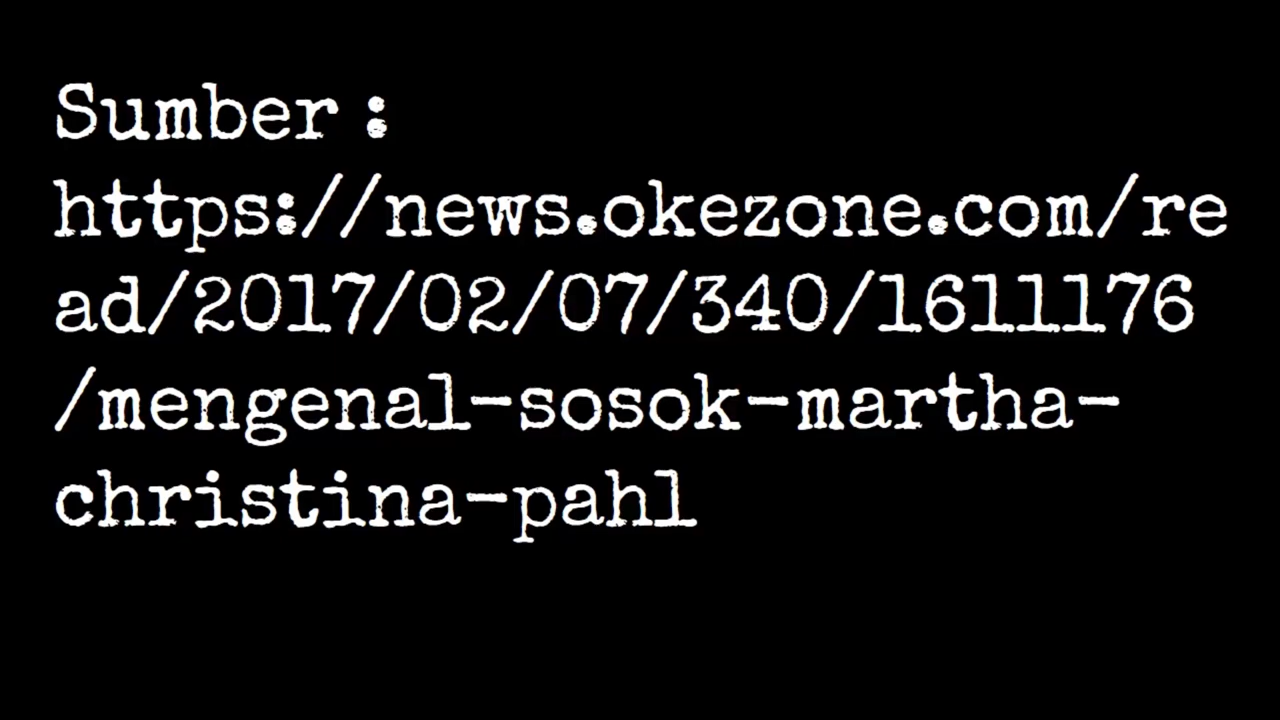 Sumber :
https://news.okezone.com/re
ad/2017/02/07/340/1611176
/mengenal-sosok-martha-
christina-pahl